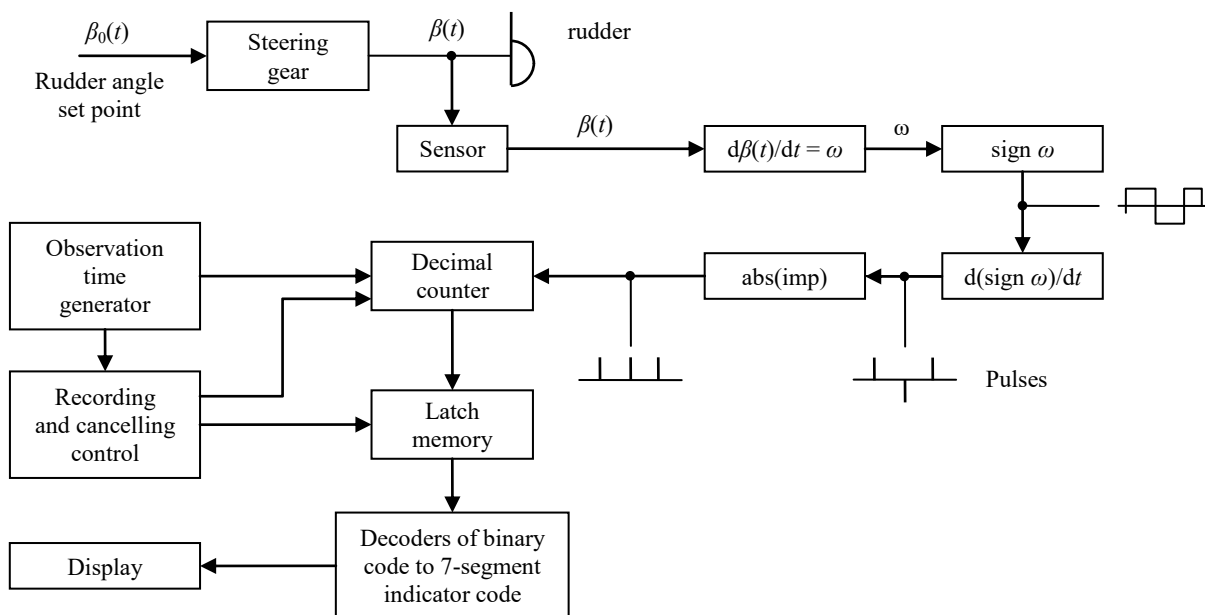 β₀(t)
Rudder angle
set point
Steering
gear
β(t)
rudder
Sensor
β(t)
dβ(t)/dt = ω
ω
sign ω
Observation
time
generator
Decimal
counter
abs(imp)
d(sign ω)/dt
Pulses
Recording
and cancelling
control
Latch
memory
Decoders of binary
code to 7-segment
indicator code
Display